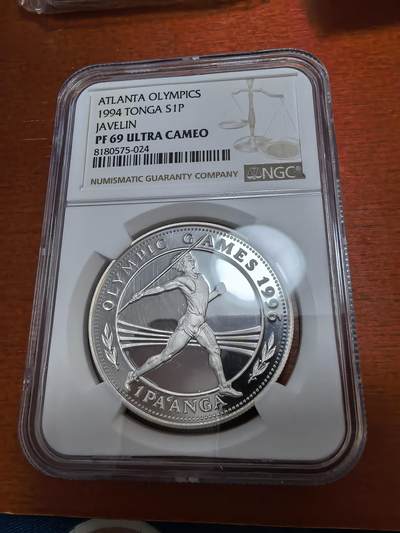 ATLANTA OLYMPICS
1994 TONGA S1P
JAVELIN
PF 69 ULTRA CAMEO
8180575-024
NUMISMATIC GUARANTY COMPANY
NGC
OLYMPIC GAMES 1996
1 PA'ANGA